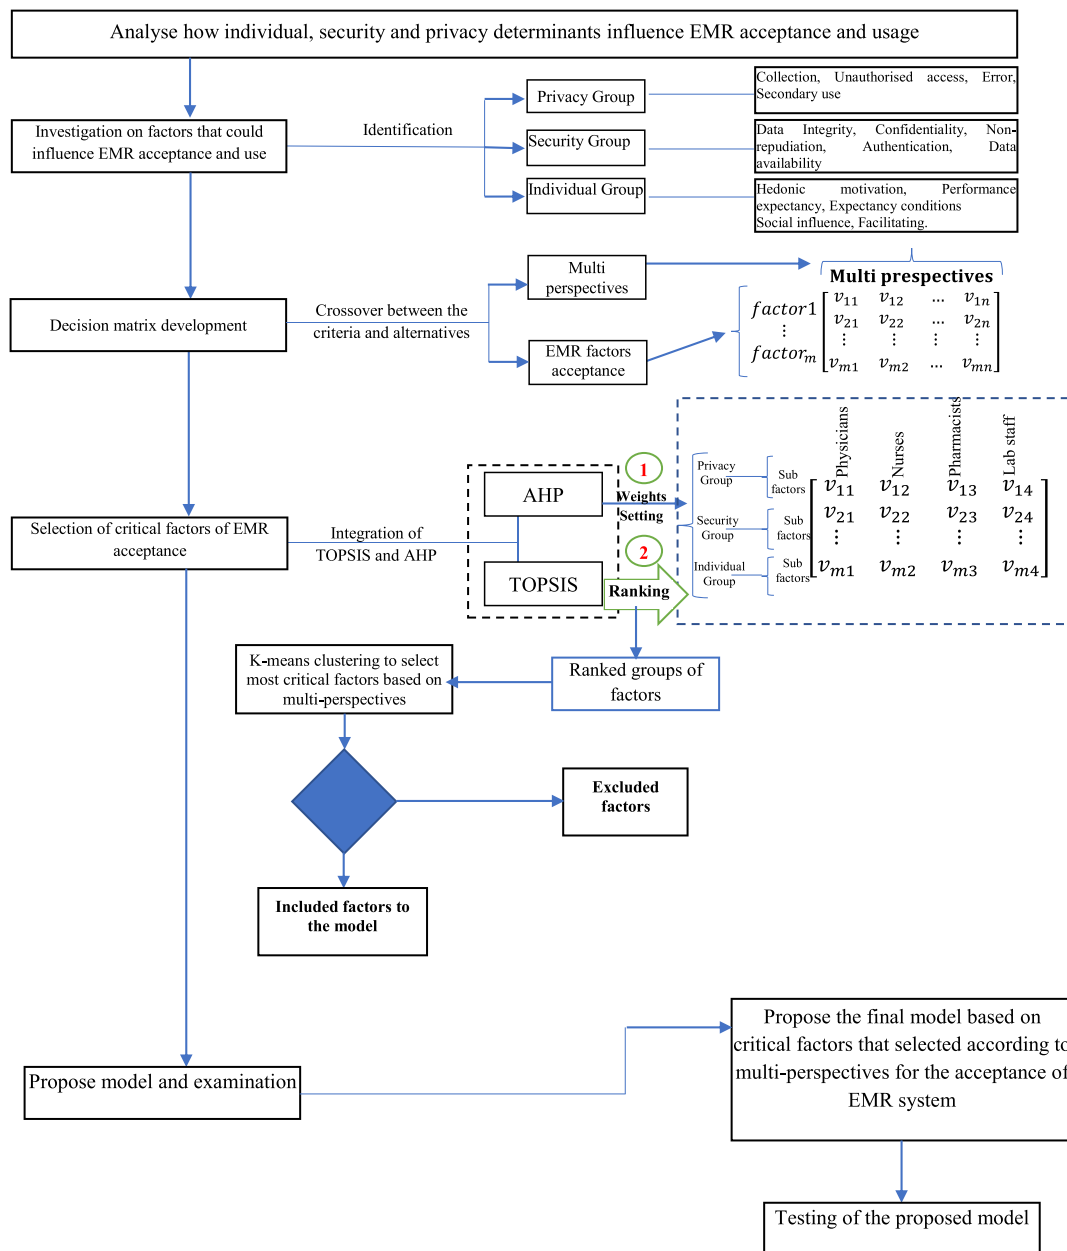 Analyse how individual, security and privacy determinants influence EMR acceptance and usage
Investigation on factors that could
influence EMR acceptance and use
Identification
Privacy Group
Collection, Unauthorised access, Error,
Secondary use
Security Group
Data Integrity, Confidentiality, Non-
repudiation, Authentication, Data
availability
Individual Group
Hedonic motivation, Performance
expectancy, Expectancy conditions
Social influence, Facilitating.
Decision matrix development
Crossover between the
criteria and alternatives
Multi
perspectives
EMR factors
acceptance
Multi prespectives
factor1
⋮
factor_m
v11 v12 ... v1n
v21 v22 ... v2n
⋮ ⋮ ⋮ ⋮
vm1 vm2 ... vmn
Selection of critical factors of EMR
acceptance
Integration of
TOPSIS and AHP
AHP
TOPSIS
1
Weights
Setting
2
Ranking
Privacy
Group
Sub
factors
Security
Group
Sub
factors
Individual
Group
Sub
factors
Physicians
Nurses
Pharmacists
Lab staff
v11 v12 v13 v14
v21 v22 v23 v24
⋮ ⋮ ⋮ ⋮
vm1 vm2 vm3 vm4
Ranked groups of
factors
K-means clustering to select
most critical factors based on
multi-perspectives
Excluded
factors
Included factors to
the model
Propose model and examination
Propose the final model based on
critical factors that selected according to
multi-perspectives for the acceptance of
EMR system
Testing of the proposed model